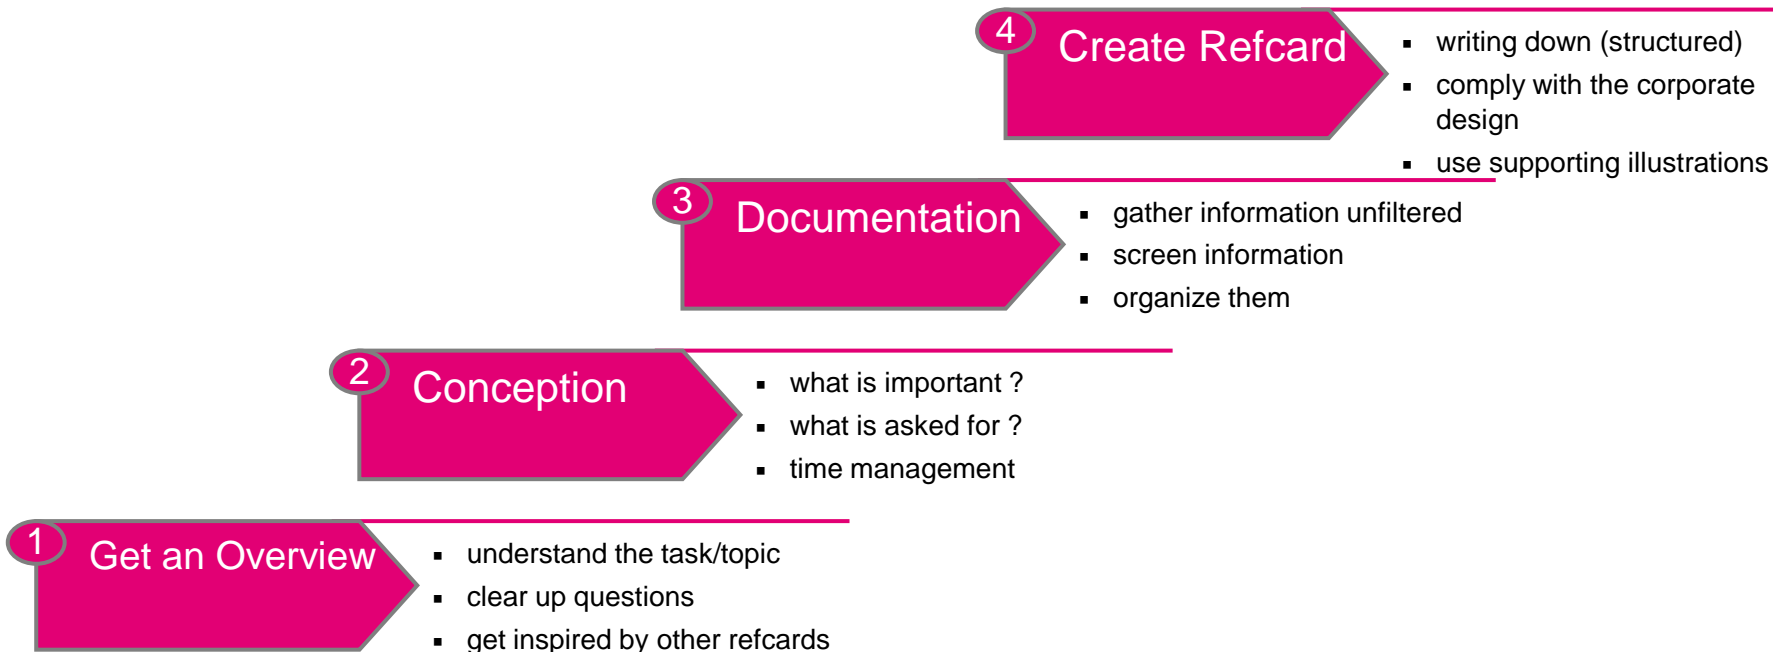 4
Create Refcard
▪ writing down (structured)
▪ comply with the corporate
design
▪ use supporting illustrations
3
Documentation
▪ gather information unfiltered
▪ screen information
▪ organize them
2
Conception
▪ what is important ?
▪ what is asked for ?
▪ time management
1
Get an Overview
▪ understand the task/topic
▪ clear up questions
▪ get inspired by other refcards